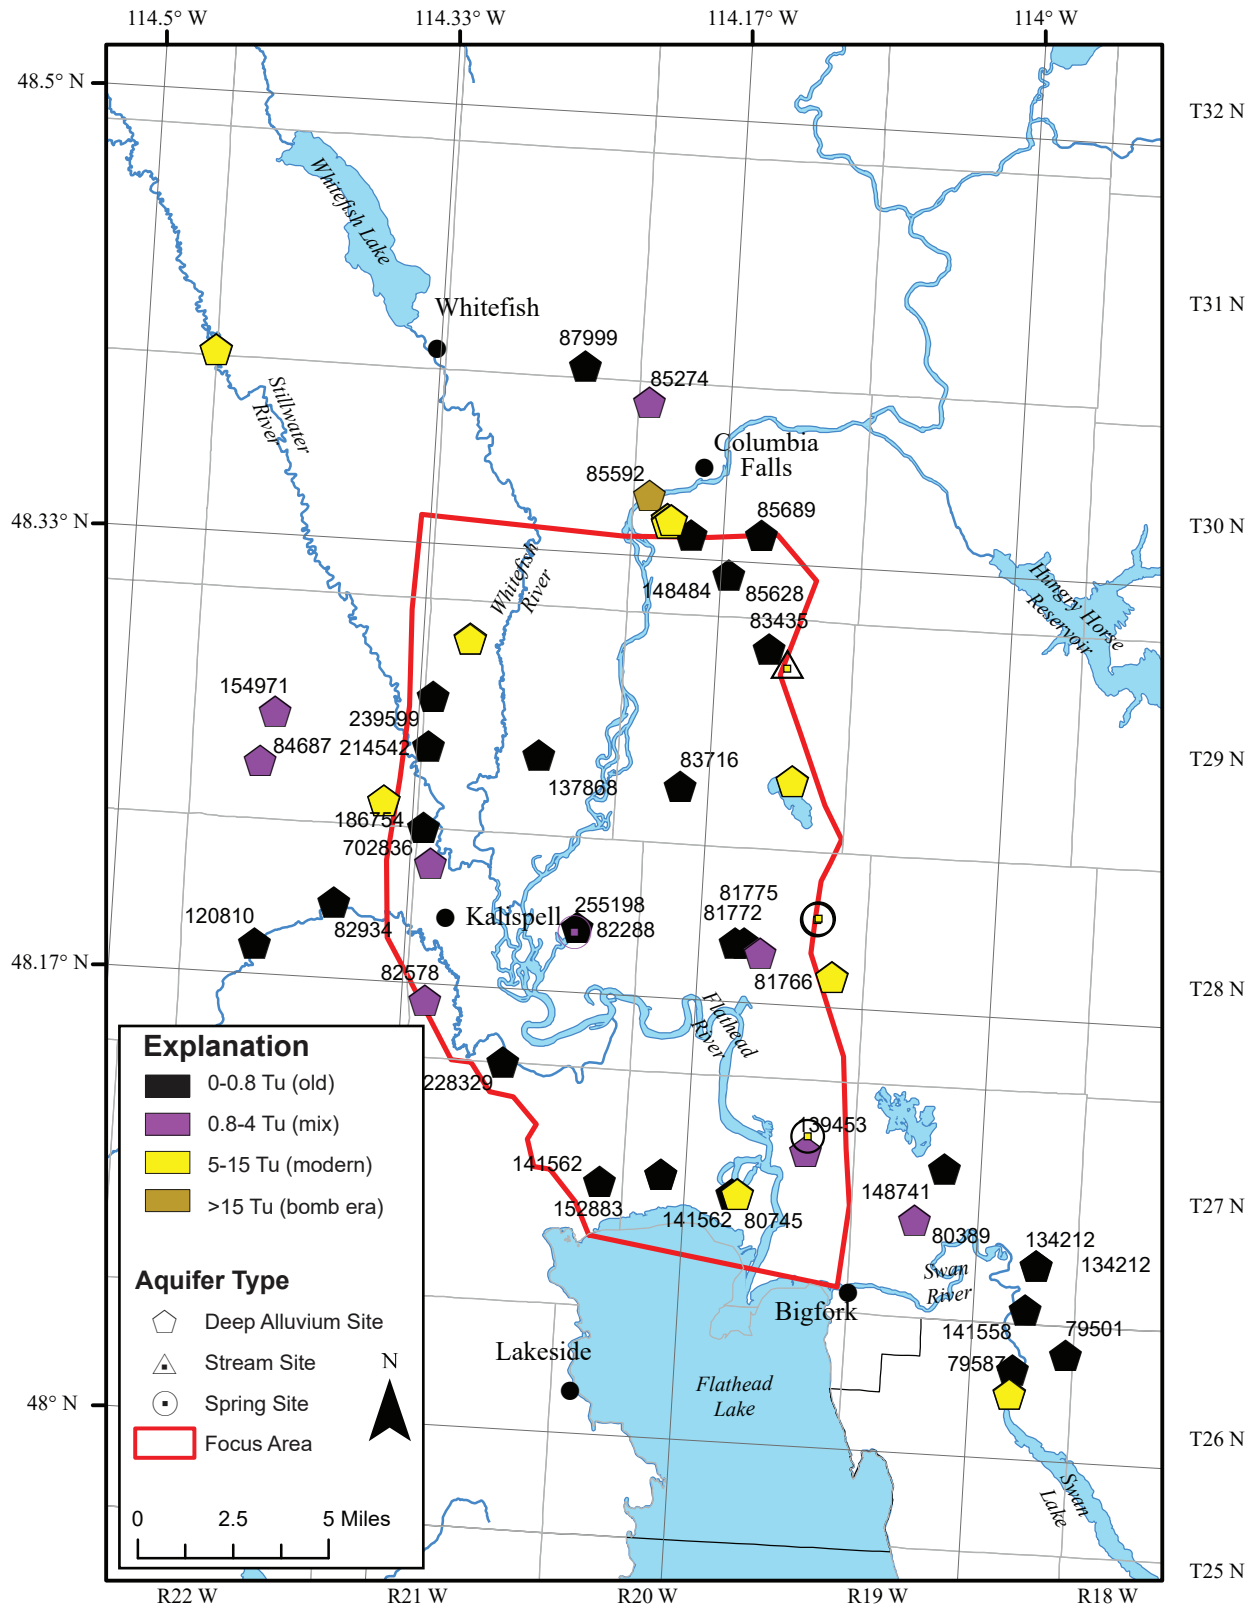 114.5° W
114.33° W
114.17° W
114° W
48.5° N
T32 N
Whitefish Lake
T31 N
Whitefish
87999
85274
Stillwater
River
Columbia
Falls
85592
85689
48.33° N
T30 N
Whitefish
River
148484
85628
83435
Hungry Horse
Reservoir
154971
239599
84687
214542
83716
T29 N
137868
186754
702836
81775
120810
82934
Kalispell
255198
82288
81772
48.17° N
82578
81766
T28 N
Flathead
River
228329
139453
141562
152883
141562
80745
148741
T27 N
80389
134212
134212
Swan
River
Bigfork
141558
79501
79587
Lakeside
Flathead
Lake
48° N
T26 N
Swan
Lake
T25 N
Explanation
0-0.8 Tu (old)
0.8-4 Tu (mix)
5-15 Tu (modern)
>15 Tu (bomb era)
Aquifer Type
Deep Alluvium Site
Stream Site
Spring Site
Focus Area
N
0 2.5 5 Miles
R22 W
R21 W
R20 W
R19 W
R18 W